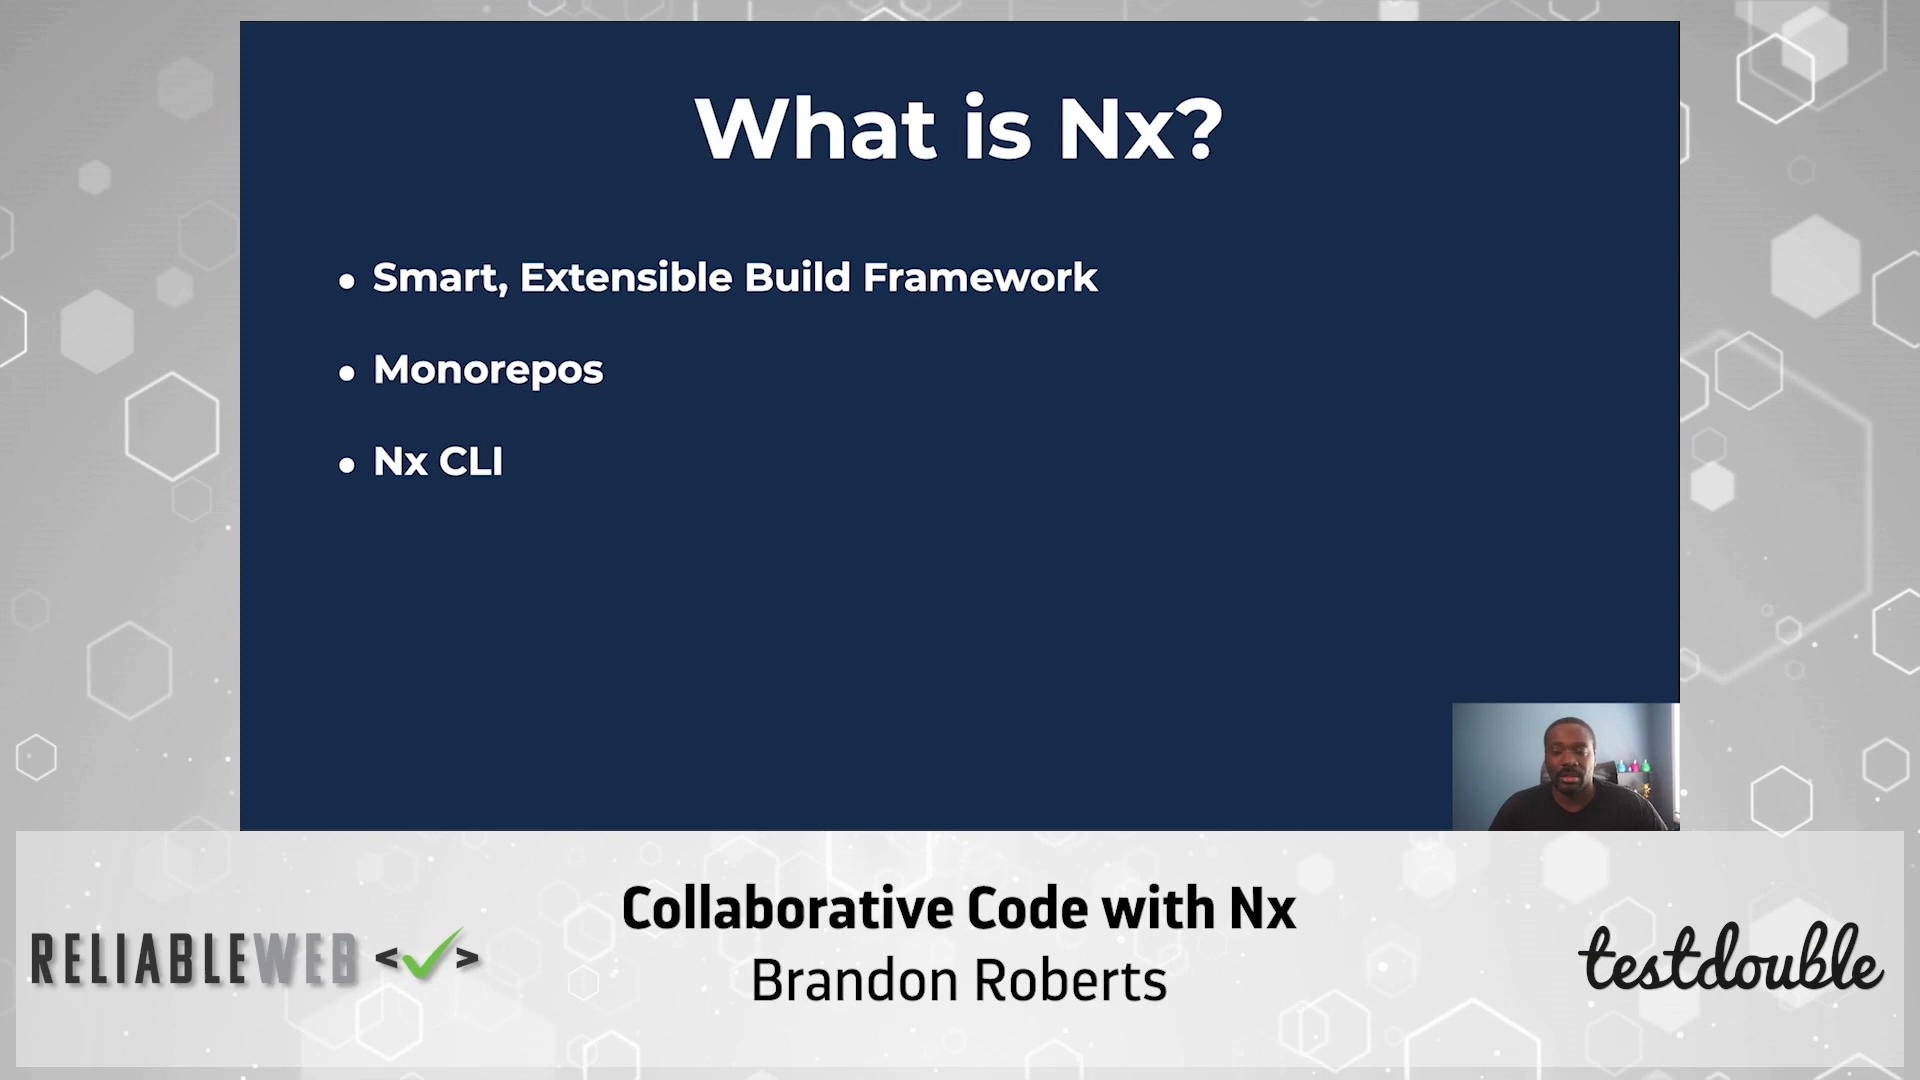 What is Nx?
• Smart, Extensible Build Framework
• Monorepos
• Nx CLI
Collaborative Code with Nx
Brandon Roberts
RELIABLEWEB < >
testdouble